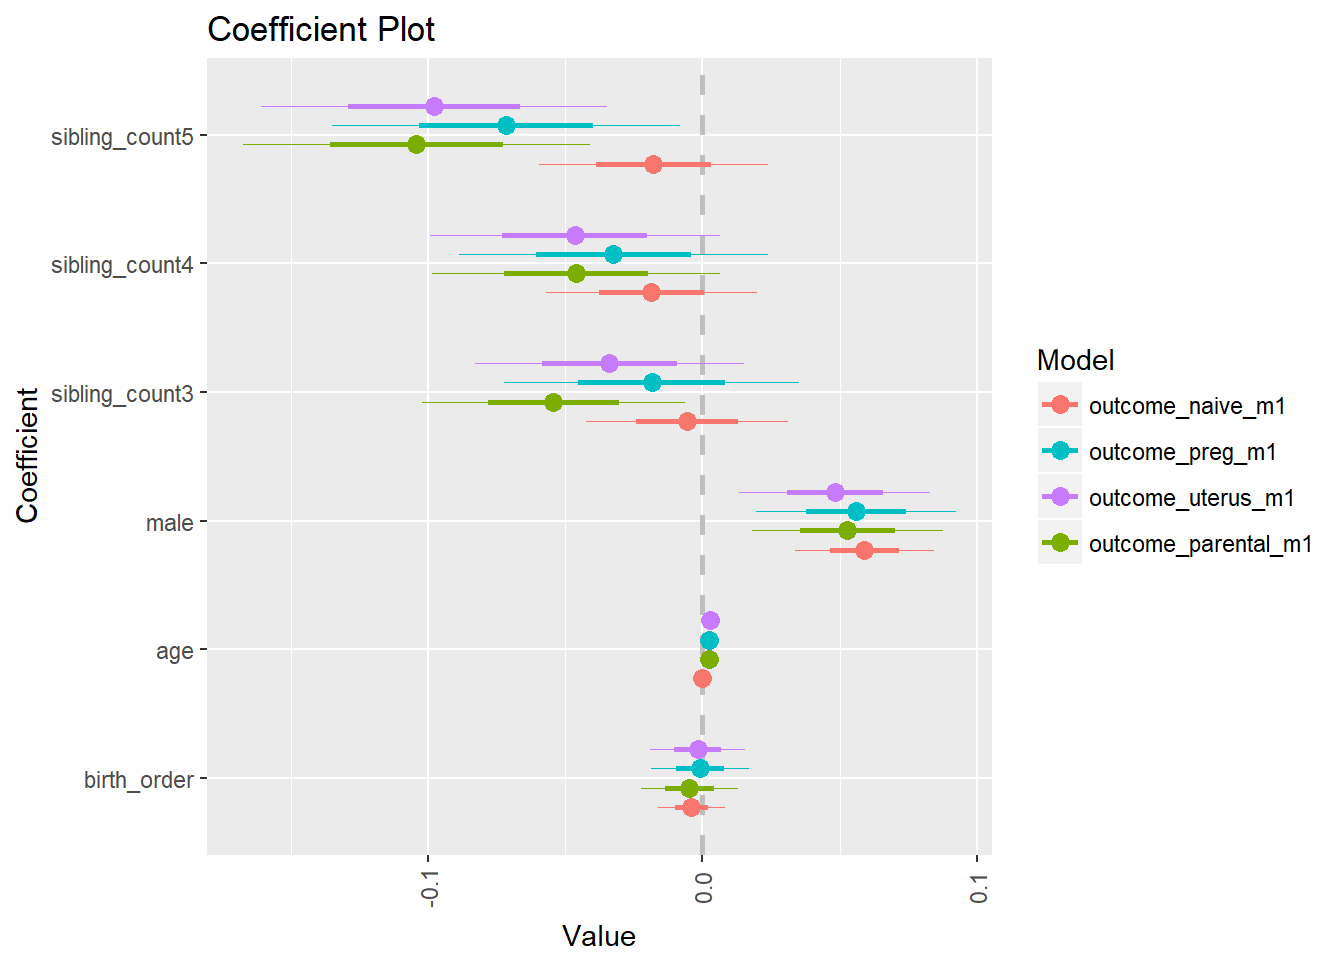 Coefficient Plot
Coefficient
sibling_count5
sibling_count4
sibling_count3
male
age
birth_order
-0.1
0.0
0.1
Value
Model
outcome_naive_m1
outcome_preg_m1
outcome_uterus_m1
outcome_parental_m1